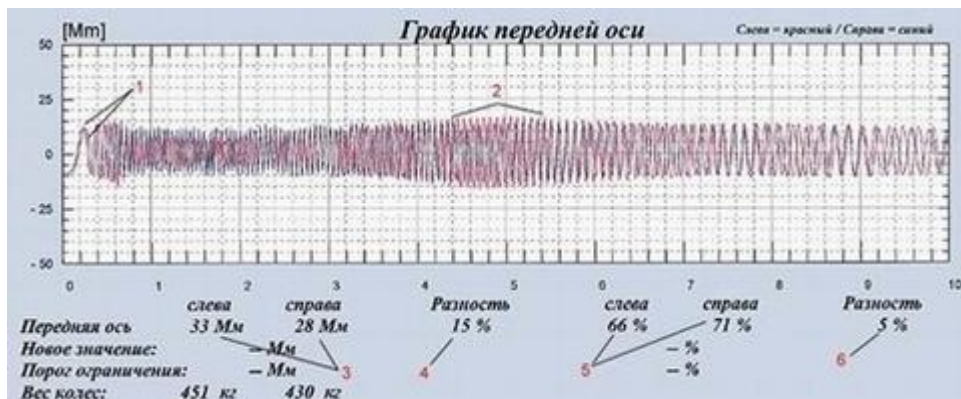 [Мм] График передней оси Слева = красный / Справа = синий
50
1
2
25
0
- 25
- 50
0 1 2 3 4 5 6 7 8 9 10
слева справа Разность слева справа Разность
Передняя ось 33 Мм 28 Мм 15 % 66 % 71 % 5 %
Новое значение: – Мм – %
3 4 5 6
Порог ограничения: – Мм – %
Вес колес: 451 кг 430 кг